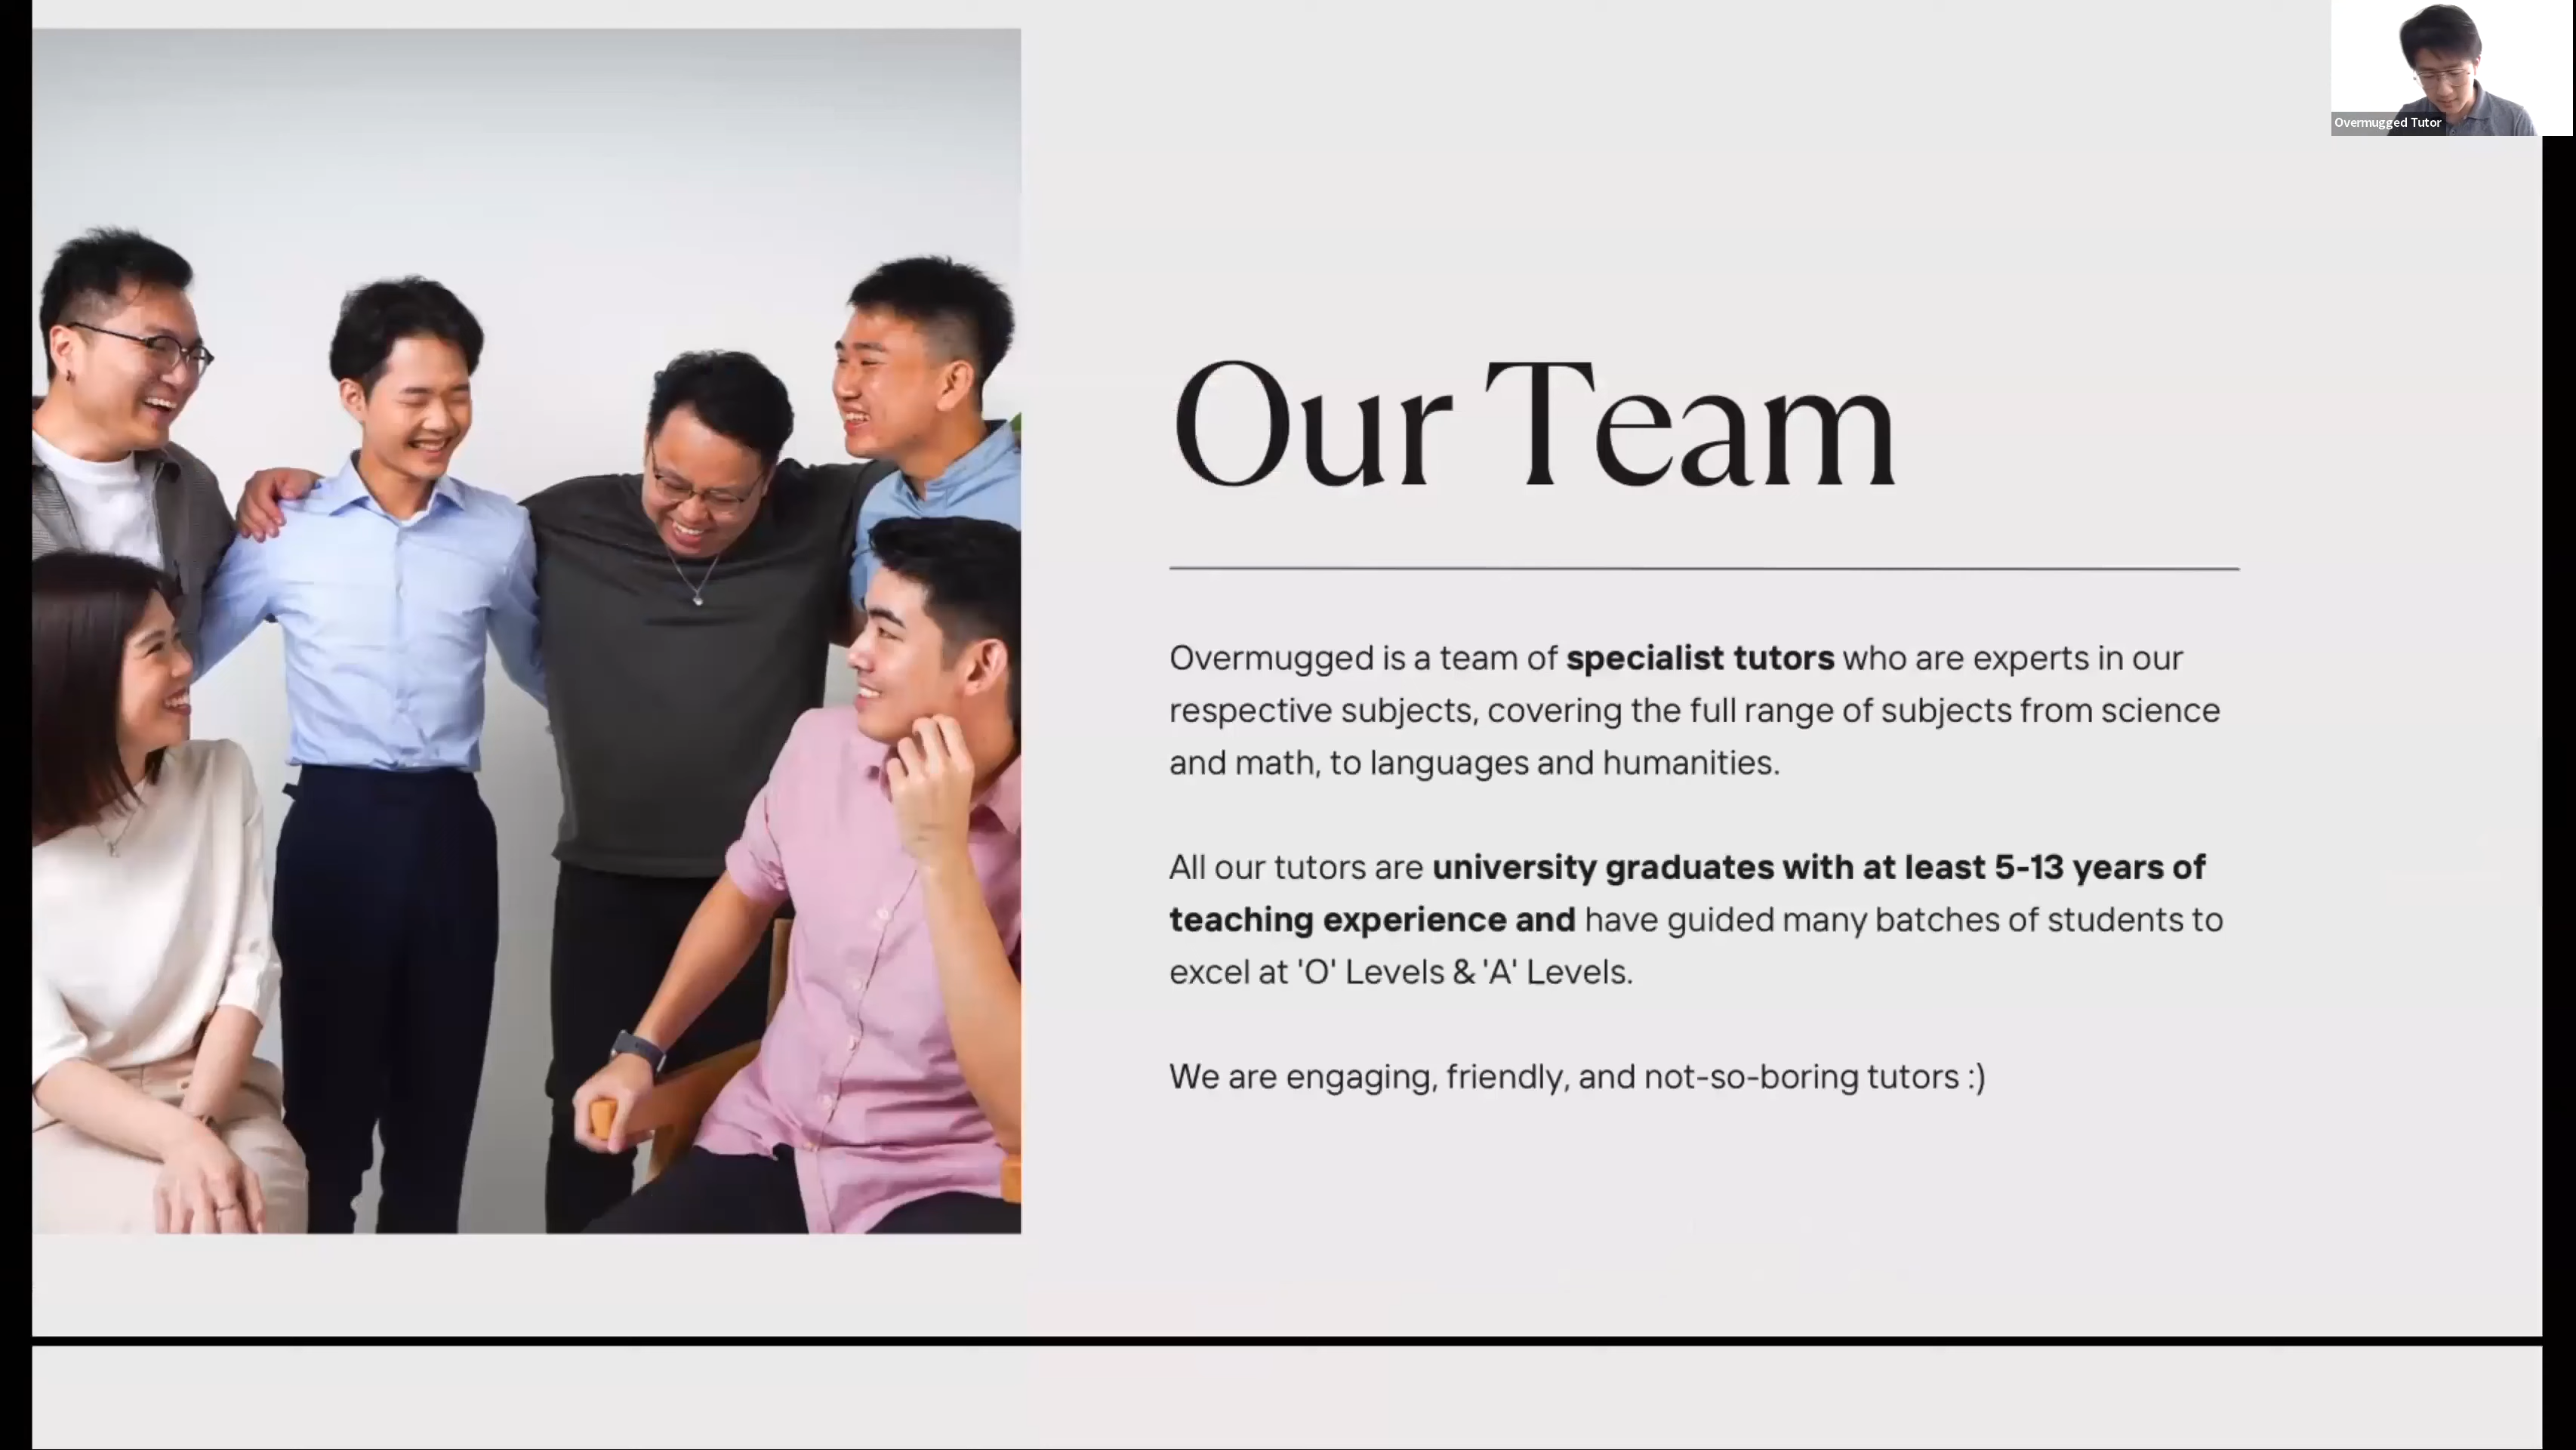 Overmugged Tutor
Our Team
Overmugged is a team of specialist tutors who are experts in our
respective subjects, covering the full range of subjects from science
and math, to languages and humanities.
All our tutors are university graduates with at least 5-13 years of
teaching experience and have guided many batches of students to
excel at 'O' Levels & 'A' Levels.
We are engaging, friendly, and not-so-boring tutors :)